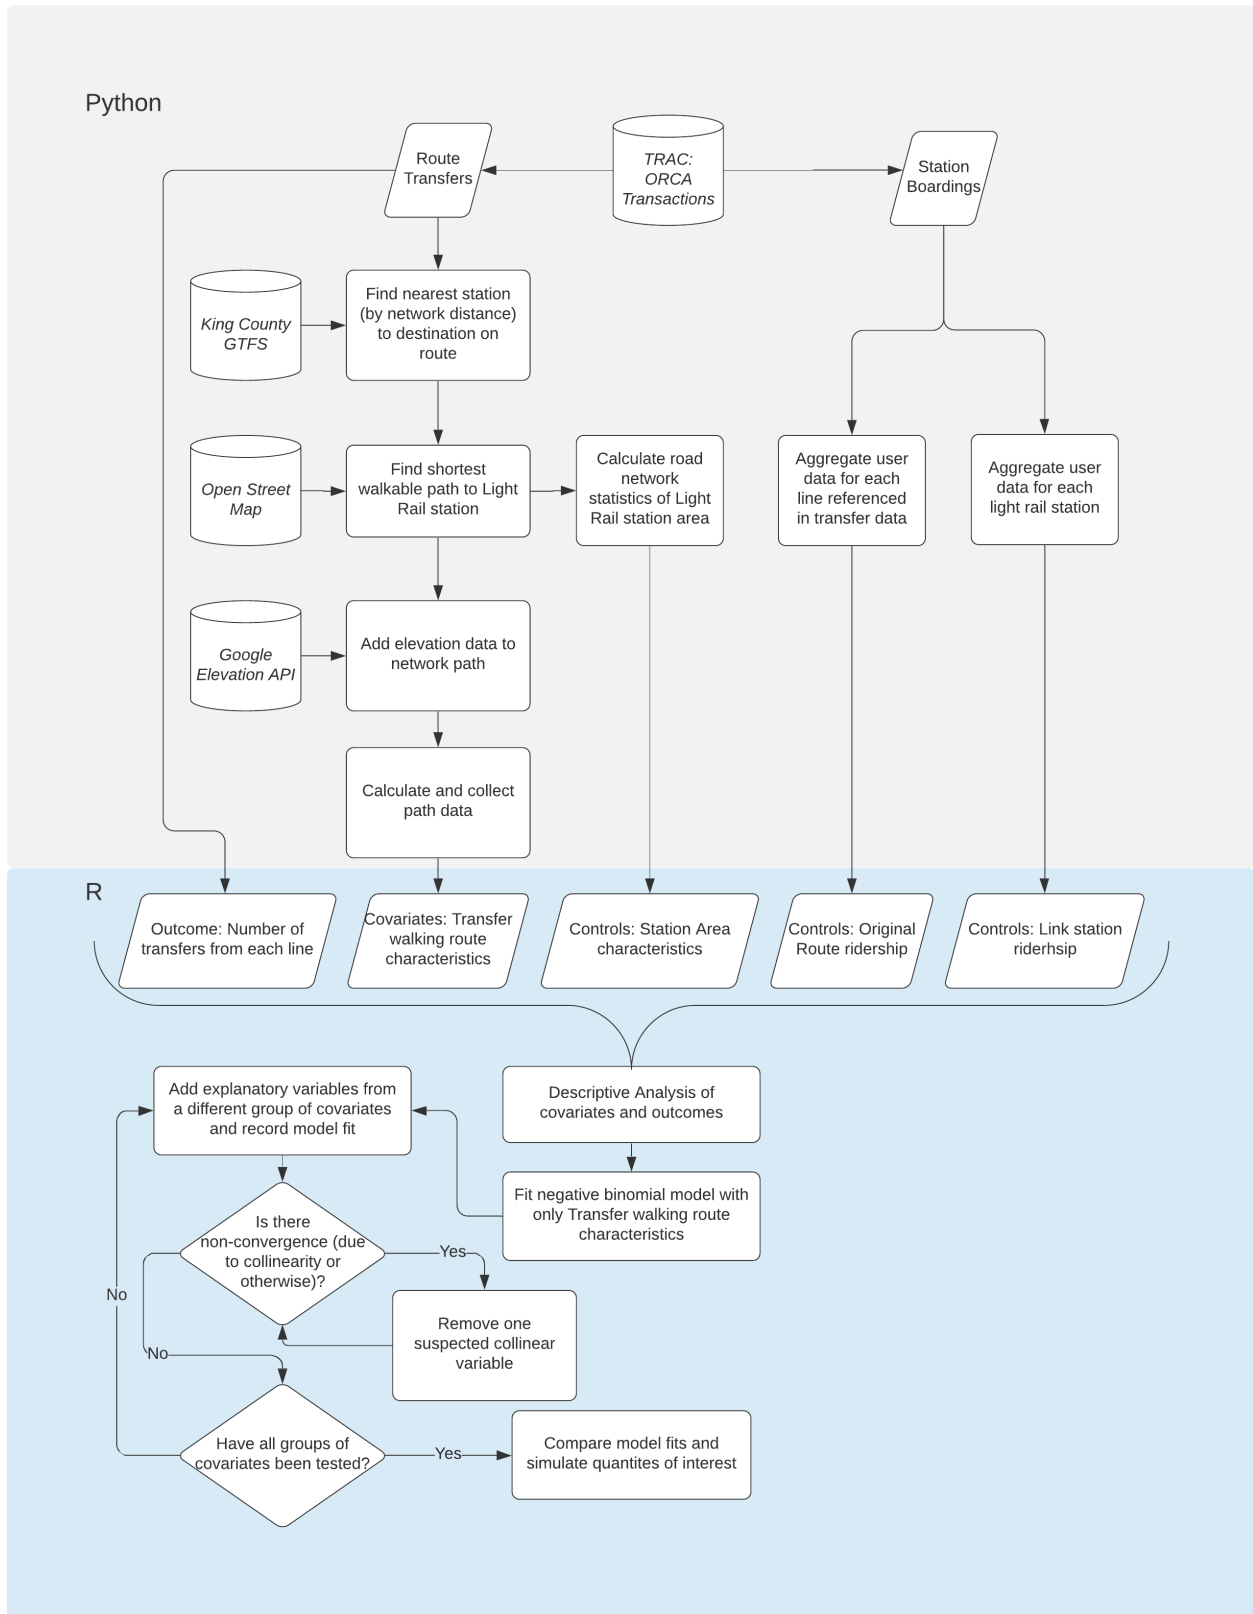 Python
Route
Transfers
TRAC:
ORCA
Transactions
Station
Boardings
King County
GTFS
Find nearest station
(by network distance)
to destination on
route
Open Street
Map
Find shortest
walkable path to Light
Rail station
Calculate road
network
statistics of Light
Rail station area
Aggregate user
data for each
line referenced
in transfer data
Aggregate user
data for each
light rail station
Google
Elevation API
Add elevation data to
network path
Calculate and collect
path data
R
Outcome: Number of
transfers from each line
Covariates: Transfer
walking route
characteristics
Controls: Station Area
characteristics
Controls: Original
Route ridership
Controls: Link station
riderhsip
Descriptive Analysis of
covariates and outcomes
Fit negative binomial model with
only Transfer walking route
characteristics
Add explanatory variables from
a different group of covariates
and record model fit
Is there
non-convergence (due
to collinearity or
otherwise)?
Yes
Remove one
suspected collinear
variable
No
No
Have all groups of
covariates been tested?
Yes
Compare model fits and
simulate quantites of interest